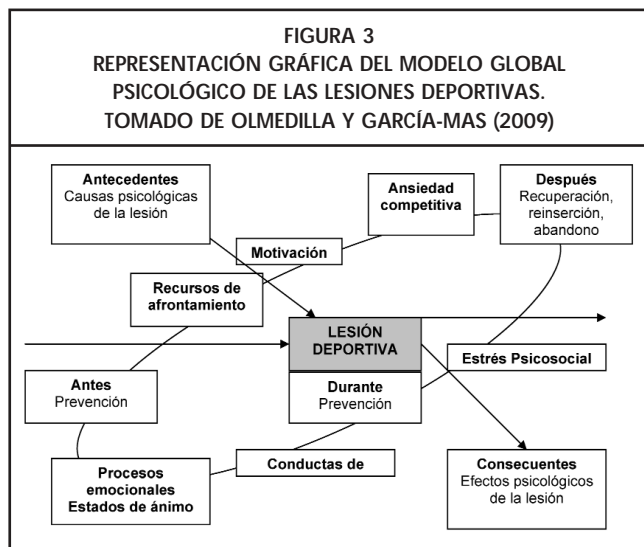 FIGURA 3
REPRESENTACIÓN GRÁFICA DEL MODELO GLOBAL
PSICOLÓGICO DE LAS LESIONES DEPORTIVAS.
TOMADO DE OLMEDILLA Y GARCÍA-MAS (2009)
Antecedentes
Causas psicológicas
de la lesión
Ansiedad
competitiva
Después
Recuperación,
reinserción,
abandono
Motivación
Recursos de
afrontamiento
LESIÓN
DEPORTIVA
Estrés Psicosocial
Antes
Prevención
Durante
Prevención
Procesos
emocionales
Estados de ánimo
Conductas de
Consecuentes
Efectos psicológicos
de la lesión